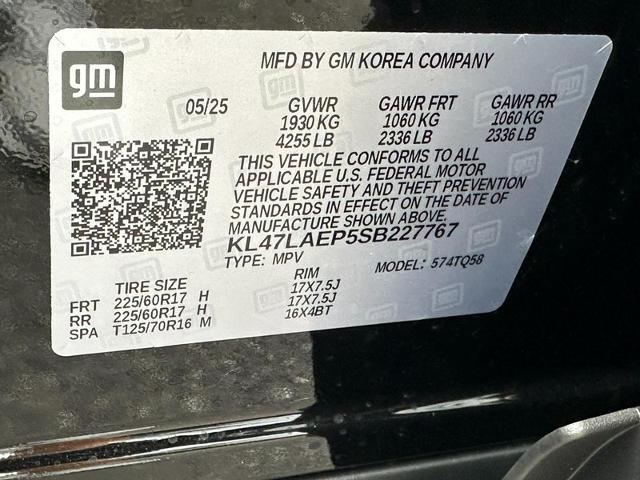 gm
MFD BY GM KOREA COMPANY
05/25 GVWR GAWR FRT GAWR RR
1930 KG 1060 KG 1060 KG
4255 LB 2336 LB 2336 LB
THIS VEHICLE CONFORMS TO ALL
APPLICABLE U.S. FEDERAL MOTOR
VEHICLE SAFETY AND THEFT PREVENTION
STANDARDS IN EFFECT ON THE DATE OF
MANUFACTURE SHOWN ABOVE.
KL47LAEP5SB227767
TYPE: MPV MODEL: 574TQ58
TIRE SIZE RIM
FRT 225/60R17 H 17X7.5J
RR 225/60R17 H 17X7.5J
SPA T125/70R16 M 16X4BT